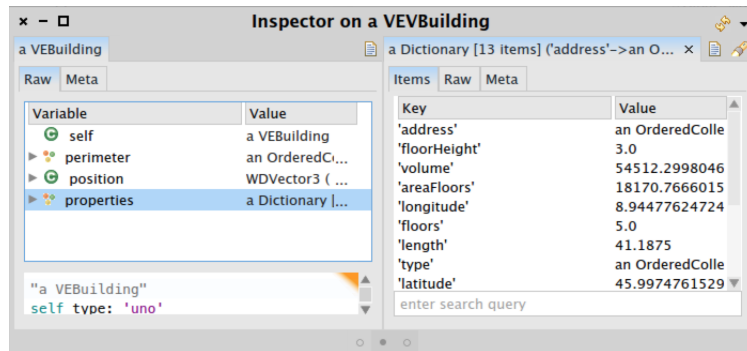 Inspector on a VEVBuilding
a VEBuilding
Raw Meta
Variable Value
self a VEBuilding
perimeter an OrderedC...
position WDVector3 ( ...
properties a Dictionary [...
"a VEBuilding"
self type: 'uno'
a Dictionary [13 items] ('address'->an O...
Items Raw Meta
Key Value
'address' an OrderedColle
'floorHeight' 3.0
'volume' 54512.2998046
'areaFloors' 18170.7666015
'longitude' 8.94477624724
'floors' 5.0
'length' 41.1875
'type' an OrderedColle
'latitude' 45.9974761529
enter search query